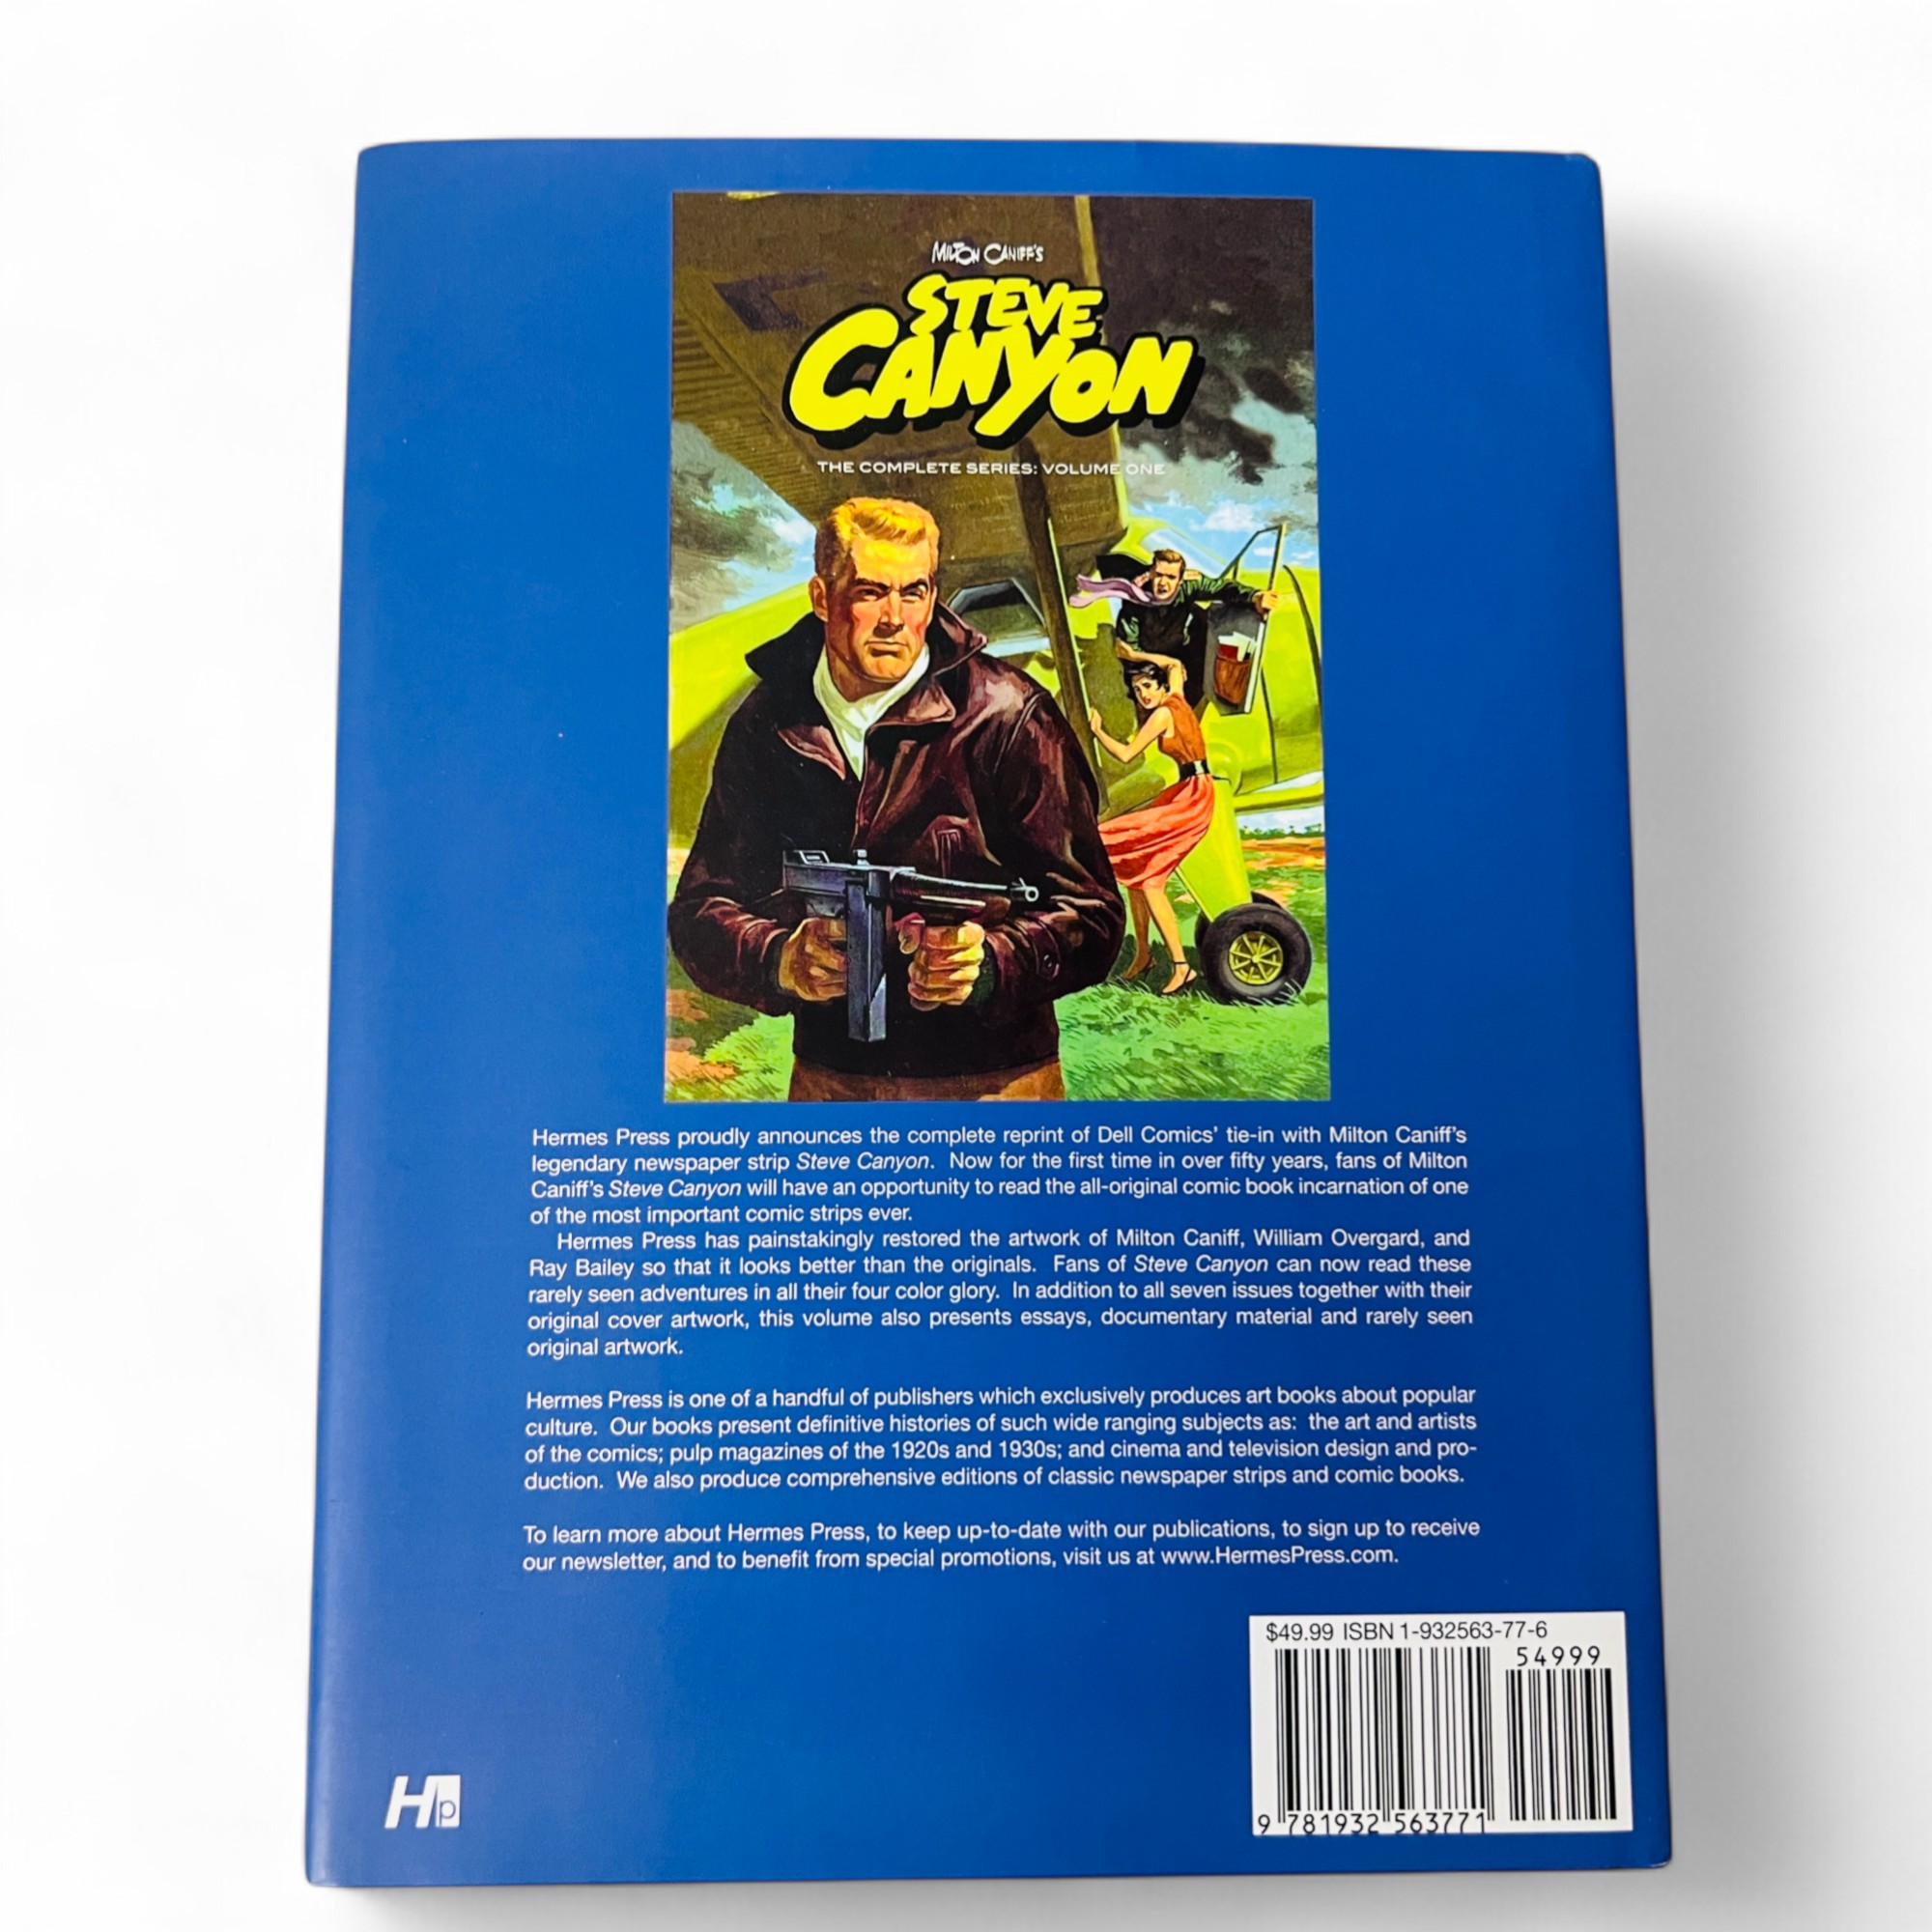 MILTON CANIFF'S
STEVE
CANYON
THE COMPLETE SERIES: VOLUME ONE
Hermes Press proudly announces the complete reprint of Dell Comics' tie-in with Milton Caniff's
legendary newspaper strip Steve Canyon. Now for the first time in over fifty years, fans of Milton
Caniff's Steve Canyon will have an opportunity to read the all-original comic book incarnation of one
of the most important comic strips ever.
Hermes Press has painstakingly restored the artwork of Milton Caniff, William Overgard, and
Ray Bailey so that it looks better than the originals. Fans of Steve Canyon can now read these
rarely seen adventures in all their four color glory. In addition to all seven issues together with their
original cover artwork, this volume also presents essays, documentary material and rarely seen
original artwork.
Hermes Press is one of a handful of publishers which exclusively produces art books about popular
culture. Our books present definitive histories of such wide ranging subjects as: the art and artists
of the comics; pulp magazines of the 1920s and 1930s; and cinema and television design and pro-
duction. We also produce comprehensive editions of classic newspaper strips and comic books.
To learn more about Hermes Press, to keep up-to-date with our publications, to sign up to receive
our newsletter, and to benefit from special promotions, visit us at www.HermesPress.com.
$49.99 ISBN 1-932563-77-6
54999
9 781932 563771
Hp